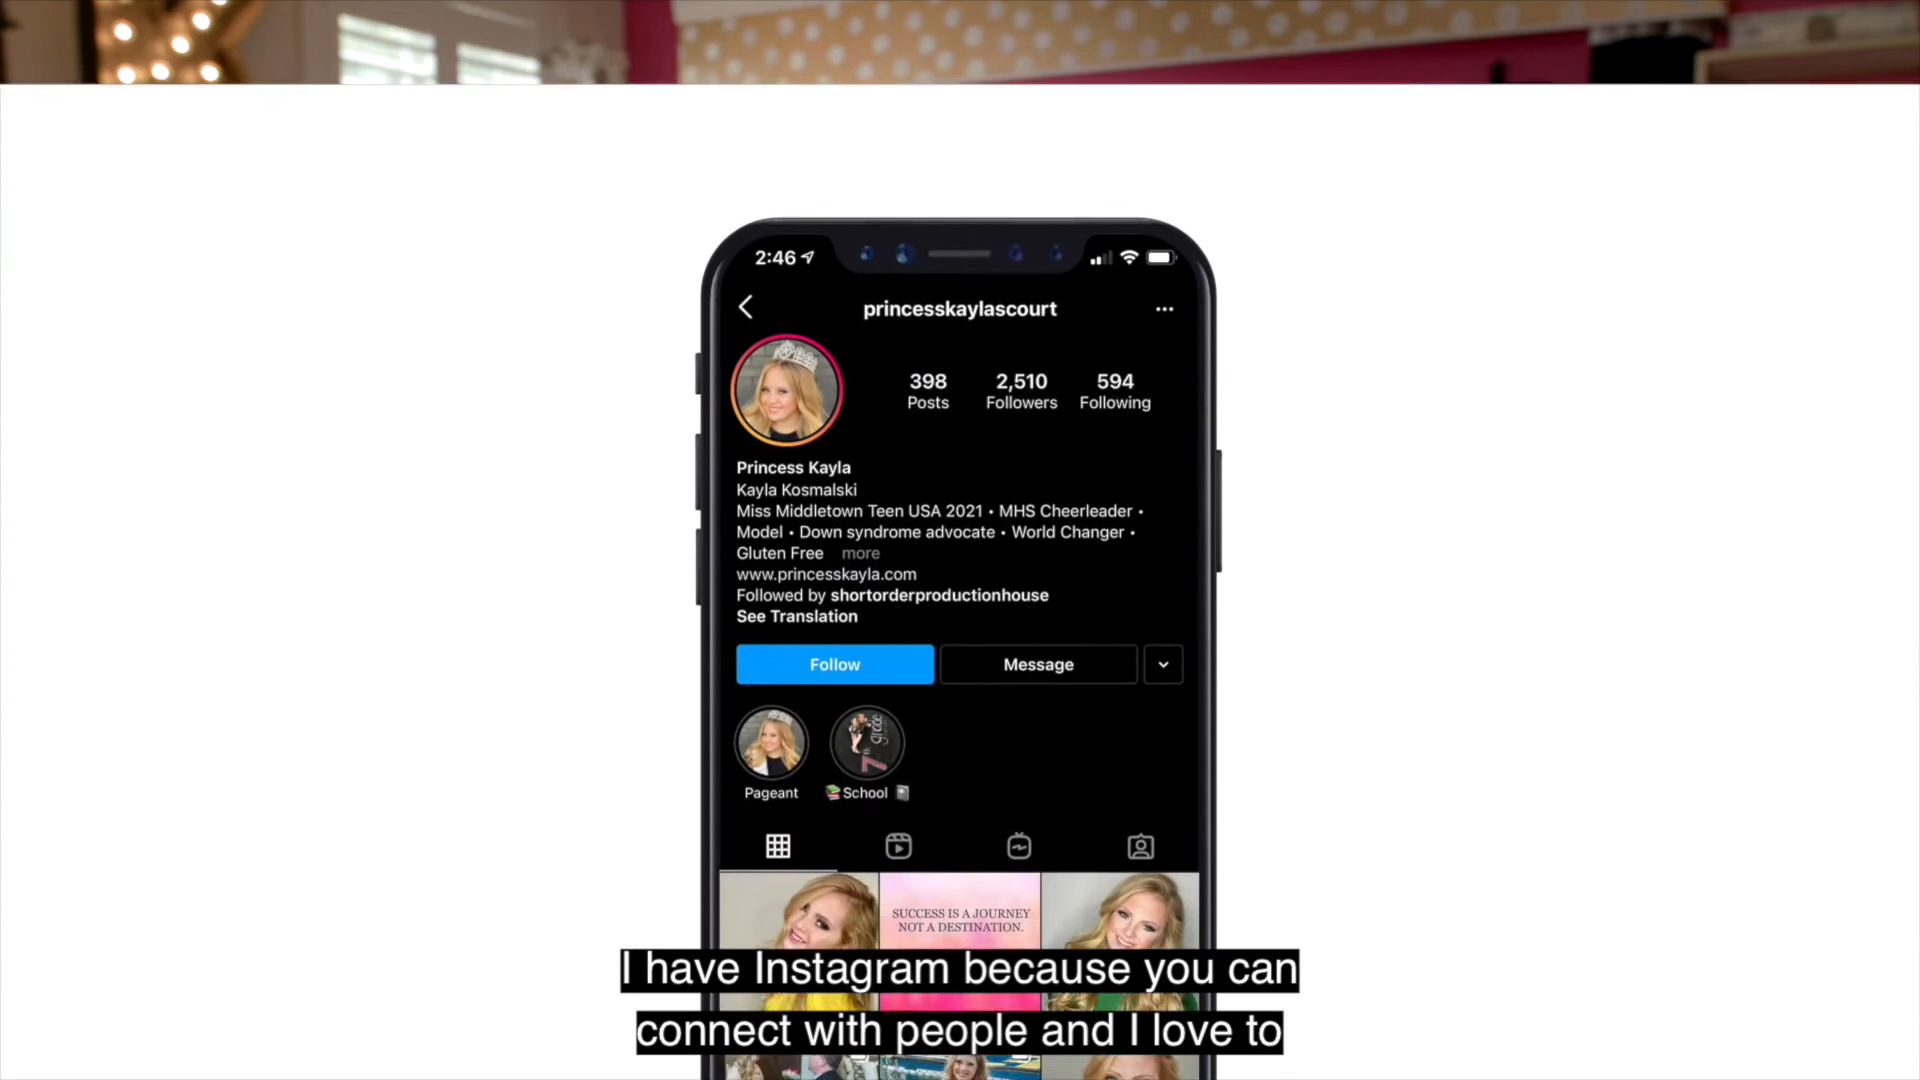 2:46
princesskaylascourt
398 2,510 594
Posts Followers Following
Princess Kayla
Kayla Kosmalski
Miss Middletown Teen USA 2021 • MHS Cheerleader •
Model • Down syndrome advocate • World Changer •
Gluten Free more
www.princesskayla.com
Followed by shortorderproductionhouse
See Translation
Follow Message
7th grade
Pageant 📚School 📓
SUCCESS IS A JOURNEY
NOT A DESTINATION.
I have Instagram because you can
connect with people and I love to